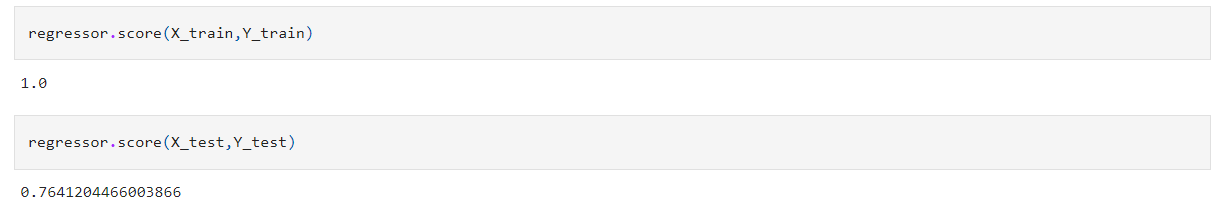 regressor.score(X_train,Y_train)
1.0
regressor.score(X_test,Y_test)
0.7641204466003866